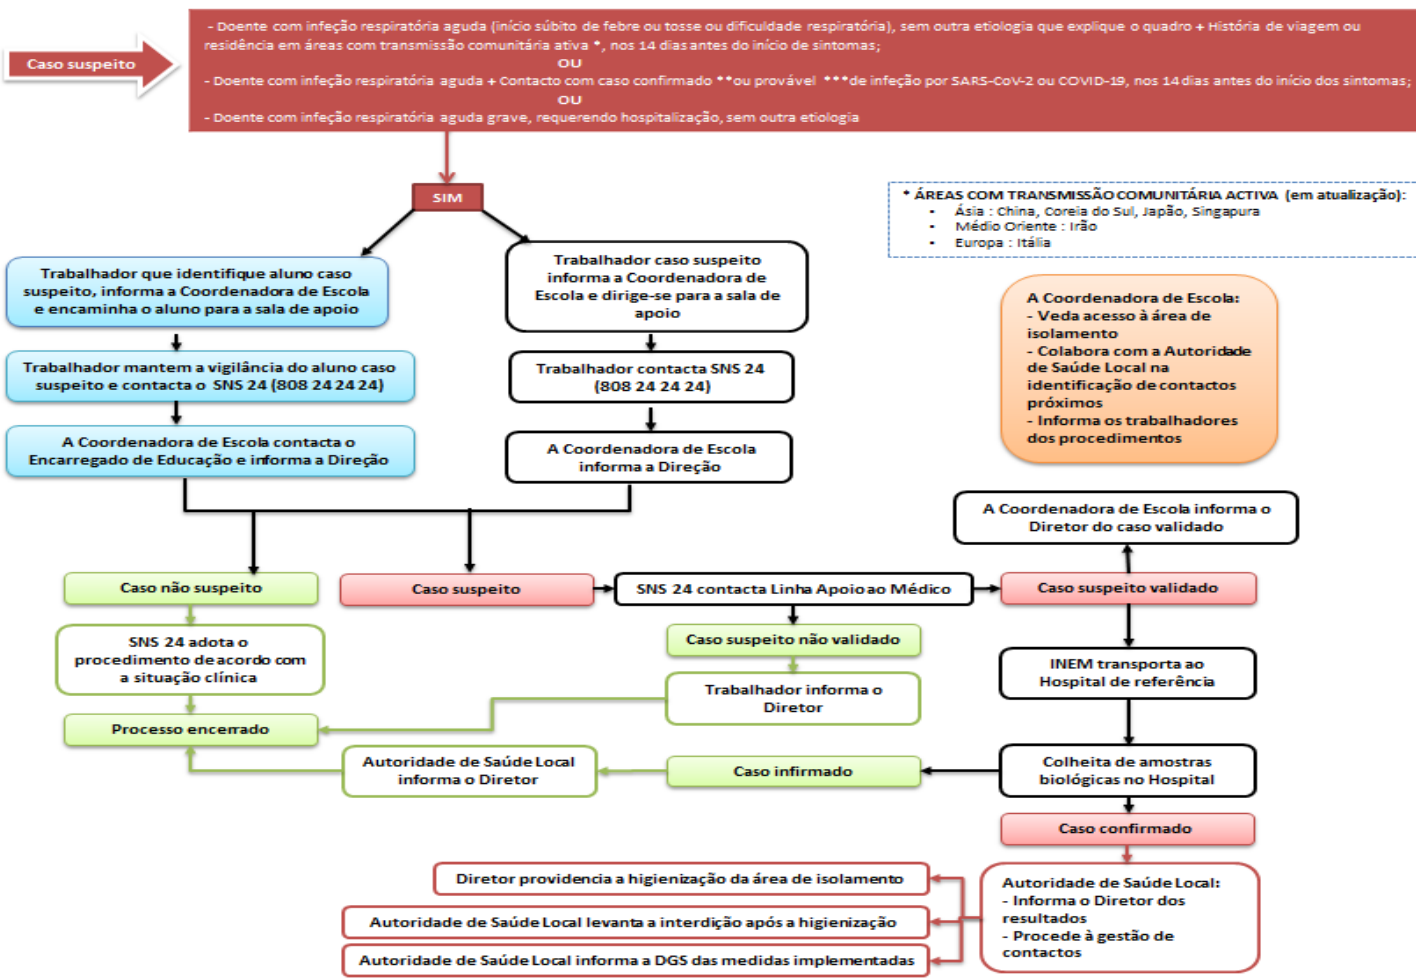 Caso suspeito
- Doente com infeção respiratória aguda (início súbito de febre ou tosse ou dificuldade respiratória), sem outra etiologia que explique o quadro + História de viagem ou
residência em áreas com transmissão comunitária ativa *, nos 14 dias antes do início de sintomas;
OU
- Doente com infeção respiratória aguda + Contacto com caso confirmado **ou provável ***de infeção por SARS-CoV-2 ou COVID-19, nos 14 dias antes do início dos sintomas;
OU
- Doente com infeção respiratória aguda grave, requerendo hospitalização, sem outra etiologia
SIM
* ÁREAS COM TRANSMISSÃO COMUNITÁRIA ACTIVA (em atualização):
• Ásia : China, Coreia do Sul, Japão, Singapura
• Médio Oriente : Irão
• Europa : Itália
Trabalhador que identifique aluno caso
suspeito, informa a Coordenadora de Escola
e encaminha o aluno para a sala de apoio
Trabalhador caso suspeito
informa a Coordenadora de
Escola e dirige-se para a sala de
apoio
A Coordenadora de Escola:
- Veda acesso à área de
isolamento
- Colabora com a Autoridade
de Saúde Local na
identificação de contactos
próximos
- Informa os trabalhadores
dos procedimentos
Trabalhador mantem a vigilância do aluno caso
suspeito e contacta o SNS 24 (808 24 24 24)
Trabalhador contacta SNS 24
(808 24 24 24)
A Coordenadora de Escola contacta o
Encarregado de Educação e informa a Direção
A Coordenadora de Escola
informa a Direção
A Coordenadora de Escola informa o
Diretor do caso validado
Caso não suspeito
Caso suspeito
SNS 24 contacta Linha Apoio ao Médico
Caso suspeito validado
SNS 24 adota o
procedimento de acordo com
a situação clínica
Caso suspeito não validado
INEM transporta ao
Hospital de referência
Trabalhador informa o
Diretor
Processo encerrado
Autoridade de Saúde Local
informa o Diretor
Caso infirmado
Colheita de amostras
biológicas no Hospital
Caso confirmado
Autoridade de Saúde Local:
- Informa o Diretor dos
resultados
- Procede à gestão de
contactos
Diretor providencia a higienização da área de isolamento
Autoridade de Saúde Local levanta a interdição após a higienização
Autoridade de Saúde Local informa a DGS das medidas implementadas